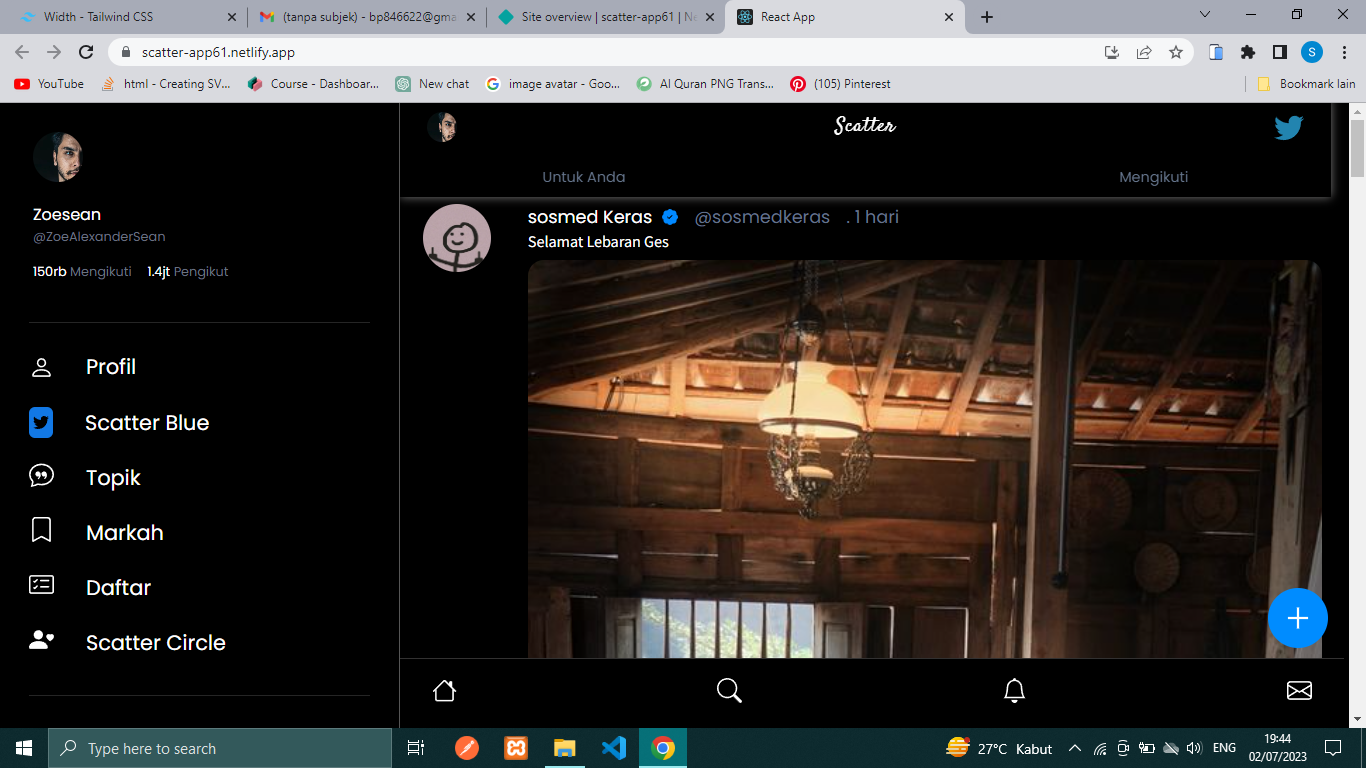 Width - Tailwind CSS
(tanpa subjek) - bp846622@gma
Site overview | scatter-app61 | Ne
React App
scatter-app61.netlify.app
S
YouTube
html - Creating SV...
Course - Dashboar...
New chat
image avatar - Goo...
Al Quran PNG Trans...
(105) Pinterest
Bookmark lain
Scatter
Untuk Anda
Mengikuti
Zoesean
@ZoeAlexanderSean
150rb Mengikuti 1.4jt Pengikut
Profil
Scatter Blue
Topik
Markah
Daftar
Scatter Circle
sosmed Keras @sosmedkeras . 1 hari
Selamat Lebaran Ges
Type here to search
27°C Kabut
ENG
19:44
02/07/2023